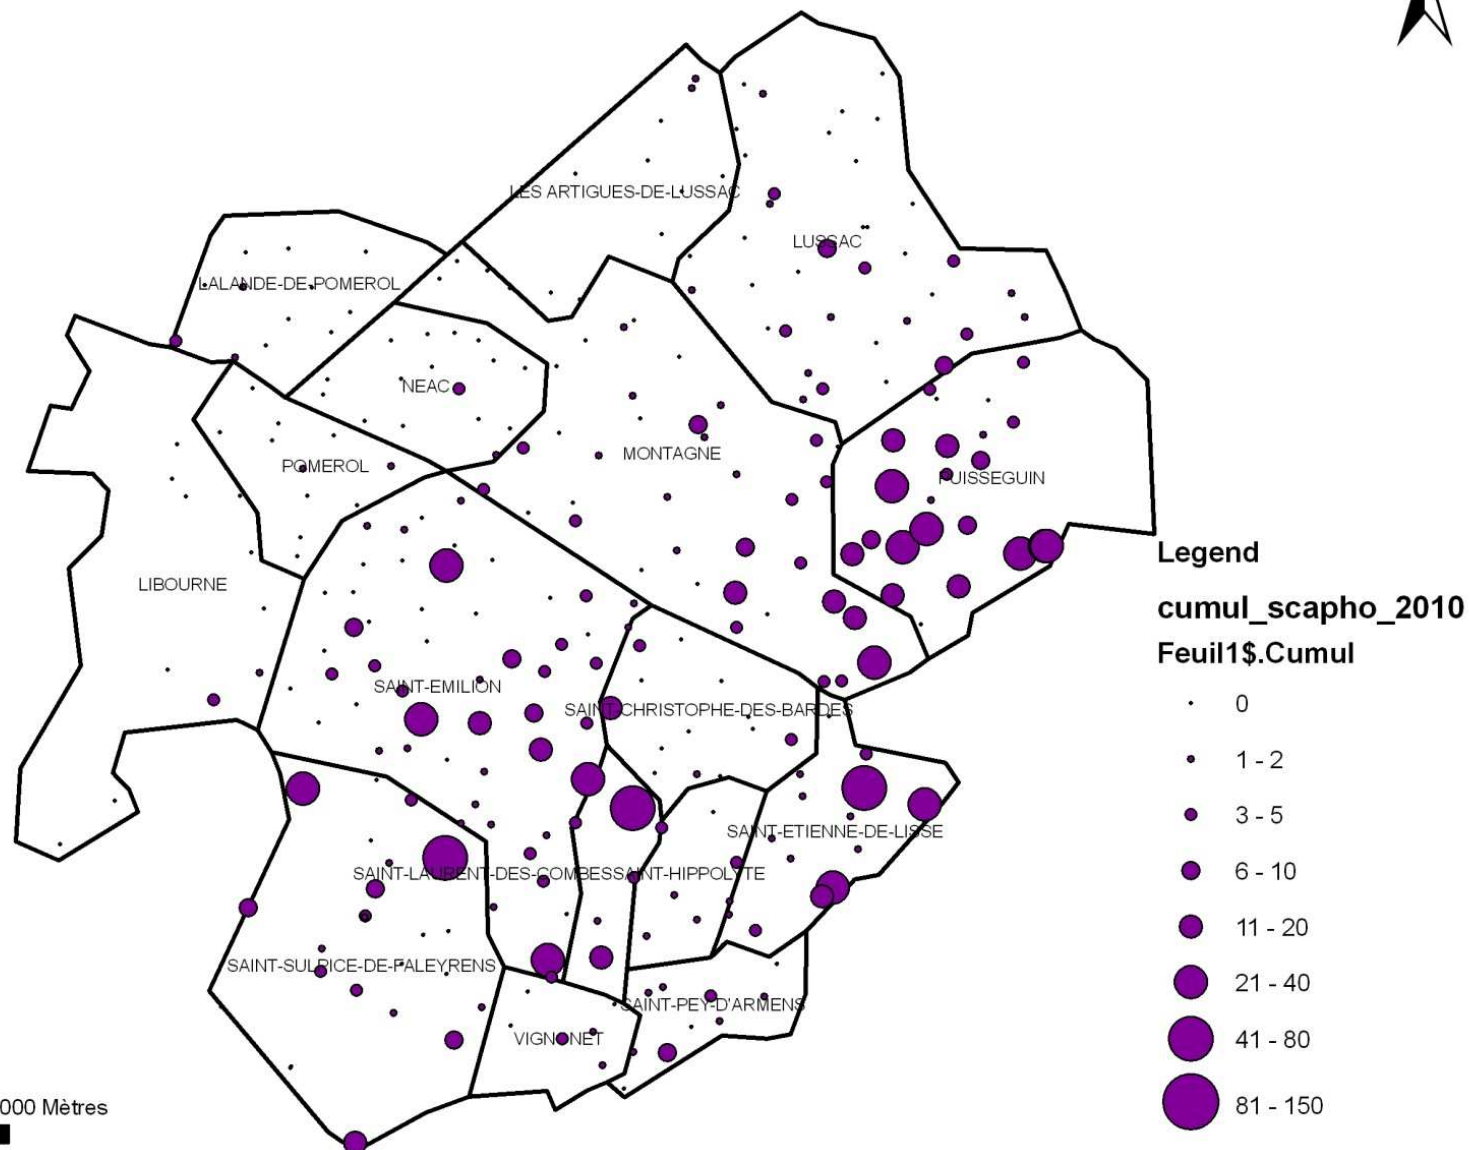 LES ARTIGUES-DE-LUSSAC
LUSSAC
LALANDE-DE-POMEROL
NEAC
MONTAGNE
POMEROL
PUISSEGUIN
LIBOURNE
SAINT-EMILION
SAINT-CHRISTOPHE-DES-BARDES
SAINT-ETIENNE-DE-LISSE
SAINT-LAURENT-DES-COMBES
SAINT-HIPPOLYTE
SAINT-SULPICE-DE-FALEYRENS
SAINT-PEY-D'ARMENS
VIGNONET
000 Mètres
Legend
cumul_scapho_2010
Feuil1$.Cumul
0
1 - 2
3 - 5
6 - 10
11 - 20
21 - 40
41 - 80
81 - 150